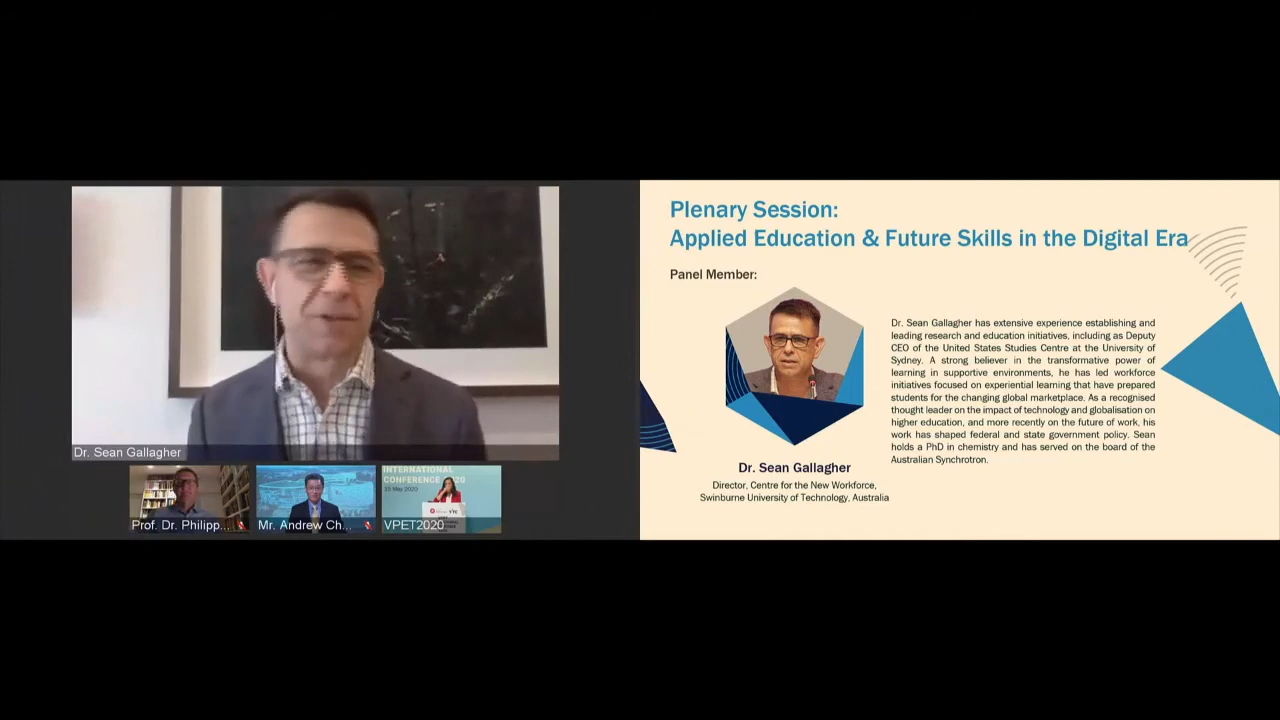 Dr. Sean Gallagher
Prof. Dr. Philipp...
Mr. Andrew Ch...
INTERNATIONAL
CONFERENCE 2020
VPET2020
Plenary Session:
Applied Education & Future Skills in the Digital Era
Panel Member:
Dr. Sean Gallagher
Director, Centre for the New Workforce,
Swinburne University of Technology, Australia
Dr. Sean Gallagher has extensive experience establishing and
leading research and education initiatives, including as Deputy
CEO of the United States Studies Centre at the University of
Sydney. A strong believer in the transformative power of
learning in supportive environments, he has led workforce
initiatives focused on experiential learning that have prepared
students for the changing global marketplace. As a recognised
thought leader on the impact of technology and globalisation on
higher education, and more recently on the future of work, his
work has shaped federal and state government policy. Sean
holds a PhD in chemistry and has served on the board of the
Australian Synchrotron.